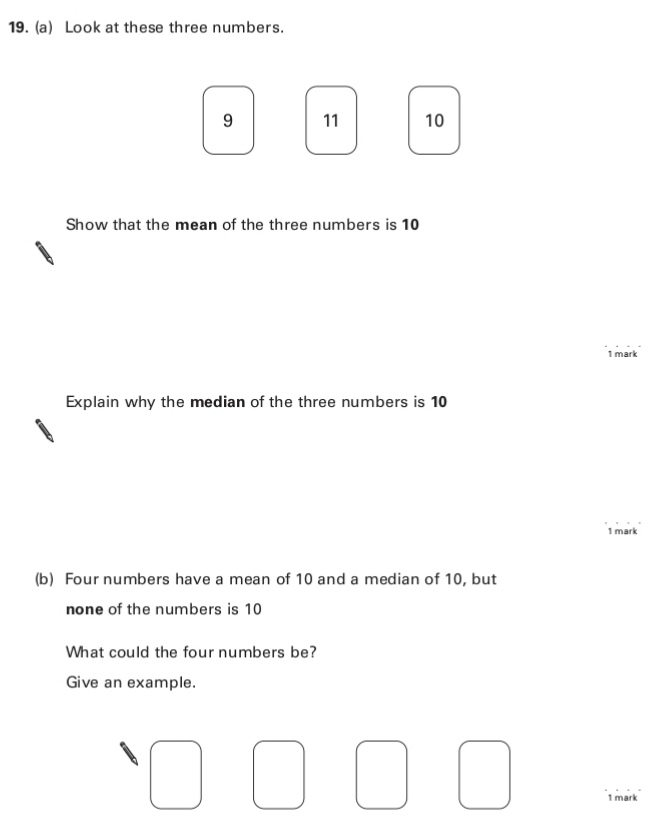 19. (a) Look at these three numbers.
9 11 10
Show that the mean of the three numbers is 10
1 mark
Explain why the median of the three numbers is 10
1 mark
(b) Four numbers have a mean of 10 and a median of 10, but
none of the numbers is 10
What could the four numbers be?
Give an example.
1 mark